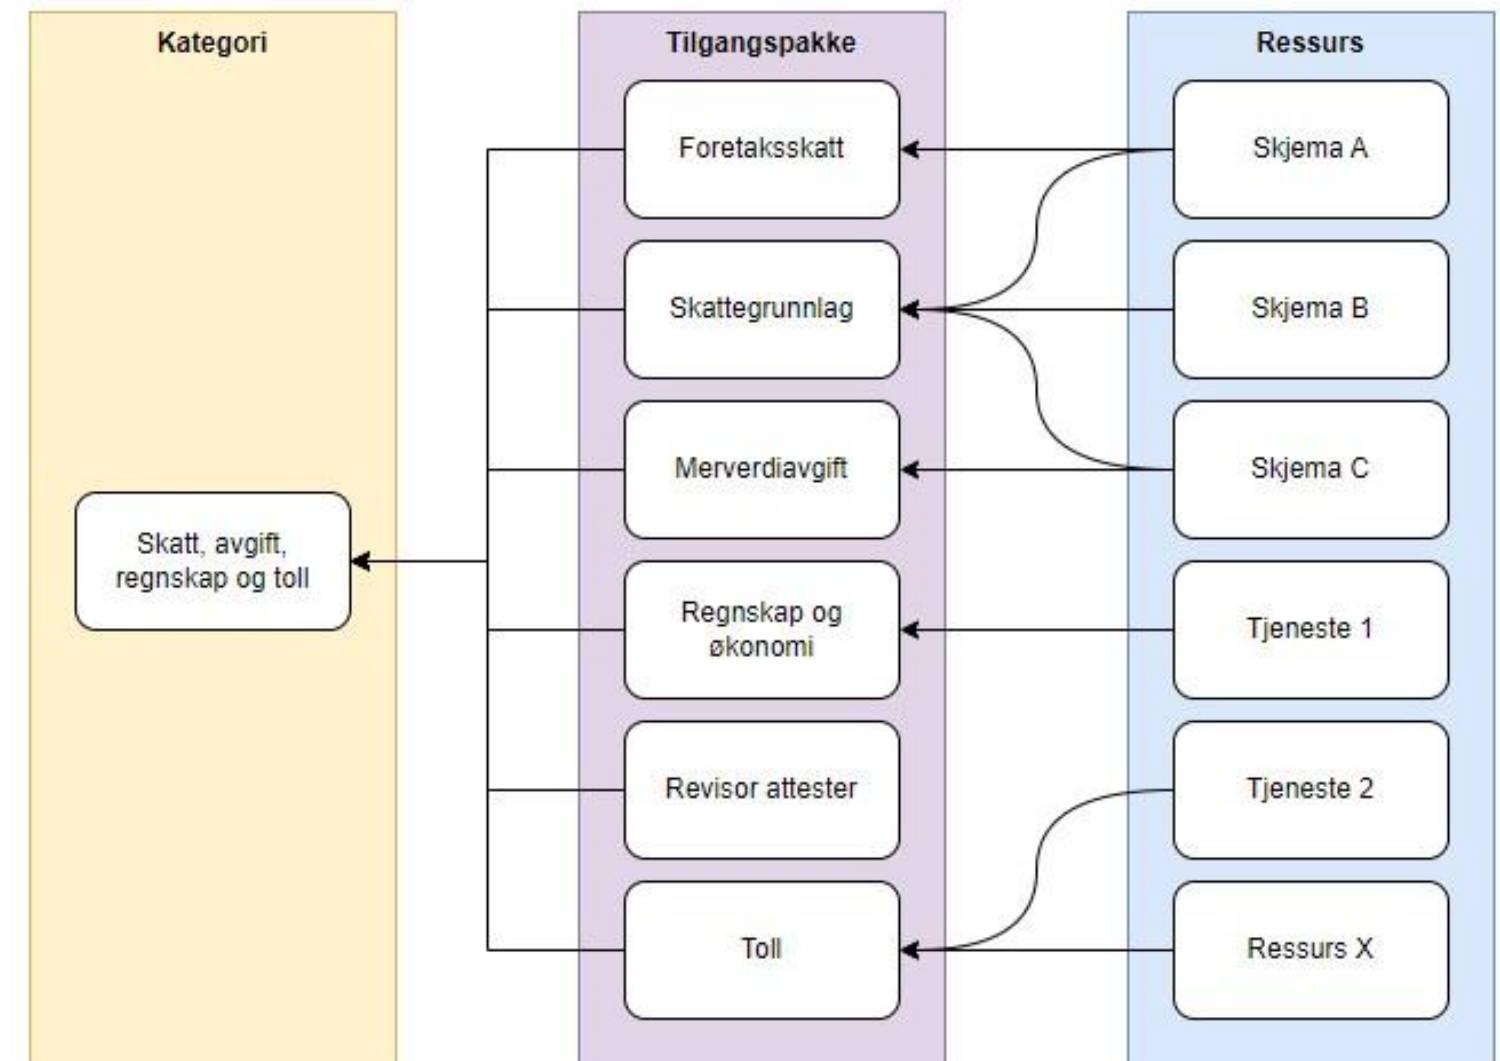 Kategori
Tilgangspakke
Ressurs
Foretaksskatt
Skjema A
Skattegrunnlag
Skjema B
Merverdiavgift
Skjema C
Skatt, avgift,
regnskap og toll
Regnskap og
økonomi
Tjeneste 1
Revisor attester
Tjeneste 2
Toll
Ressurs X